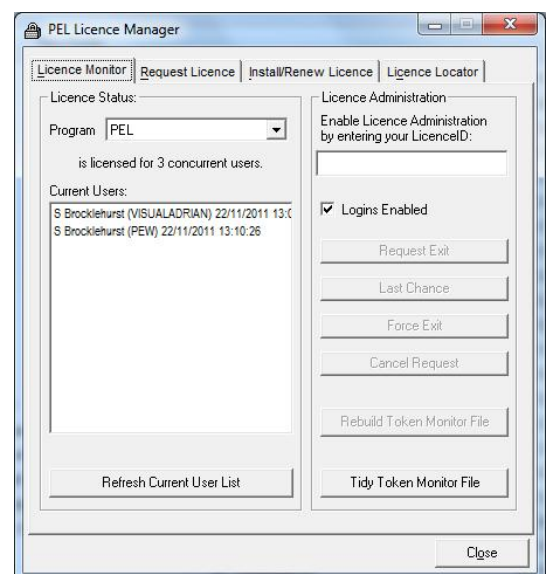 PEL Licence Manager
Licence Monitor Request Licence Install/Renew Licence Licence Locator
Licence Status:
Program PEL
is licensed for 3 concurrent users.
Current Users:
S Brocklehurst (VISUALADRIAN) 22/11/2011 13:0
S Brocklehurst (PEW) 22/11/2011 13:10:26
Refresh Current User List
Licence Administration
Enable Licence Administration
by entering your LicenceID:
Logins Enabled
Request Exit
Last Chance
Force Exit
Cancel Request
Rebuild Token Monitor File
Tidy Token Monitor File
Close